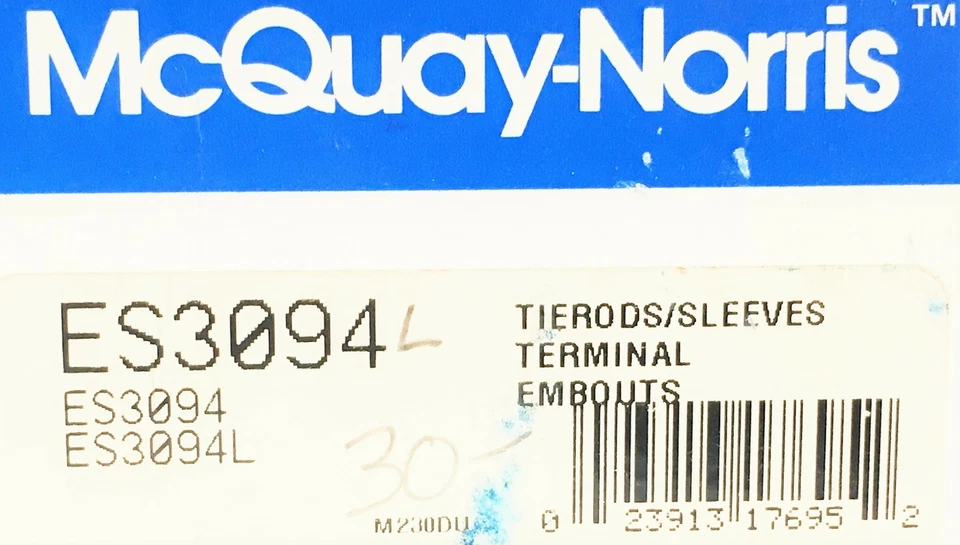 McQuay-Norris™
ES3094L
ES3094
ES3094L
TIERODS/SLEEVES
TERMINAL
EMBOUTS
30-
M230DU
0 23913 17695 2